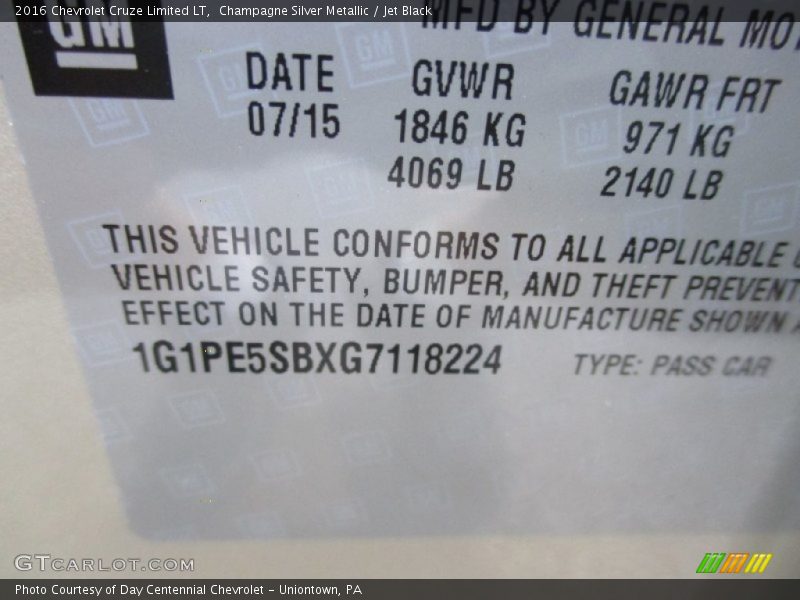 2016 Chevrolet Cruze Limited LT, Champagne Silver Metallic / Jet Black
GM
MFD BY GENERAL
DATE GVWR GAWR FRT
07/15 1846 KG 971 KG
4069 LB 2140 LB
THIS VEHICLE CONFORMS TO ALL APPLICABLE
VEHICLE SAFETY, BUMPER, AND THEFT PREVENT
EFFECT ON THE DATE OF MANUFACTURE SHOWN
1G1PE5SBXG7118224 TYPE: PASS CAR
GTCARLOT.COM
Photo Courtesy of Day Centennial Chevrolet - Uniontown, PA